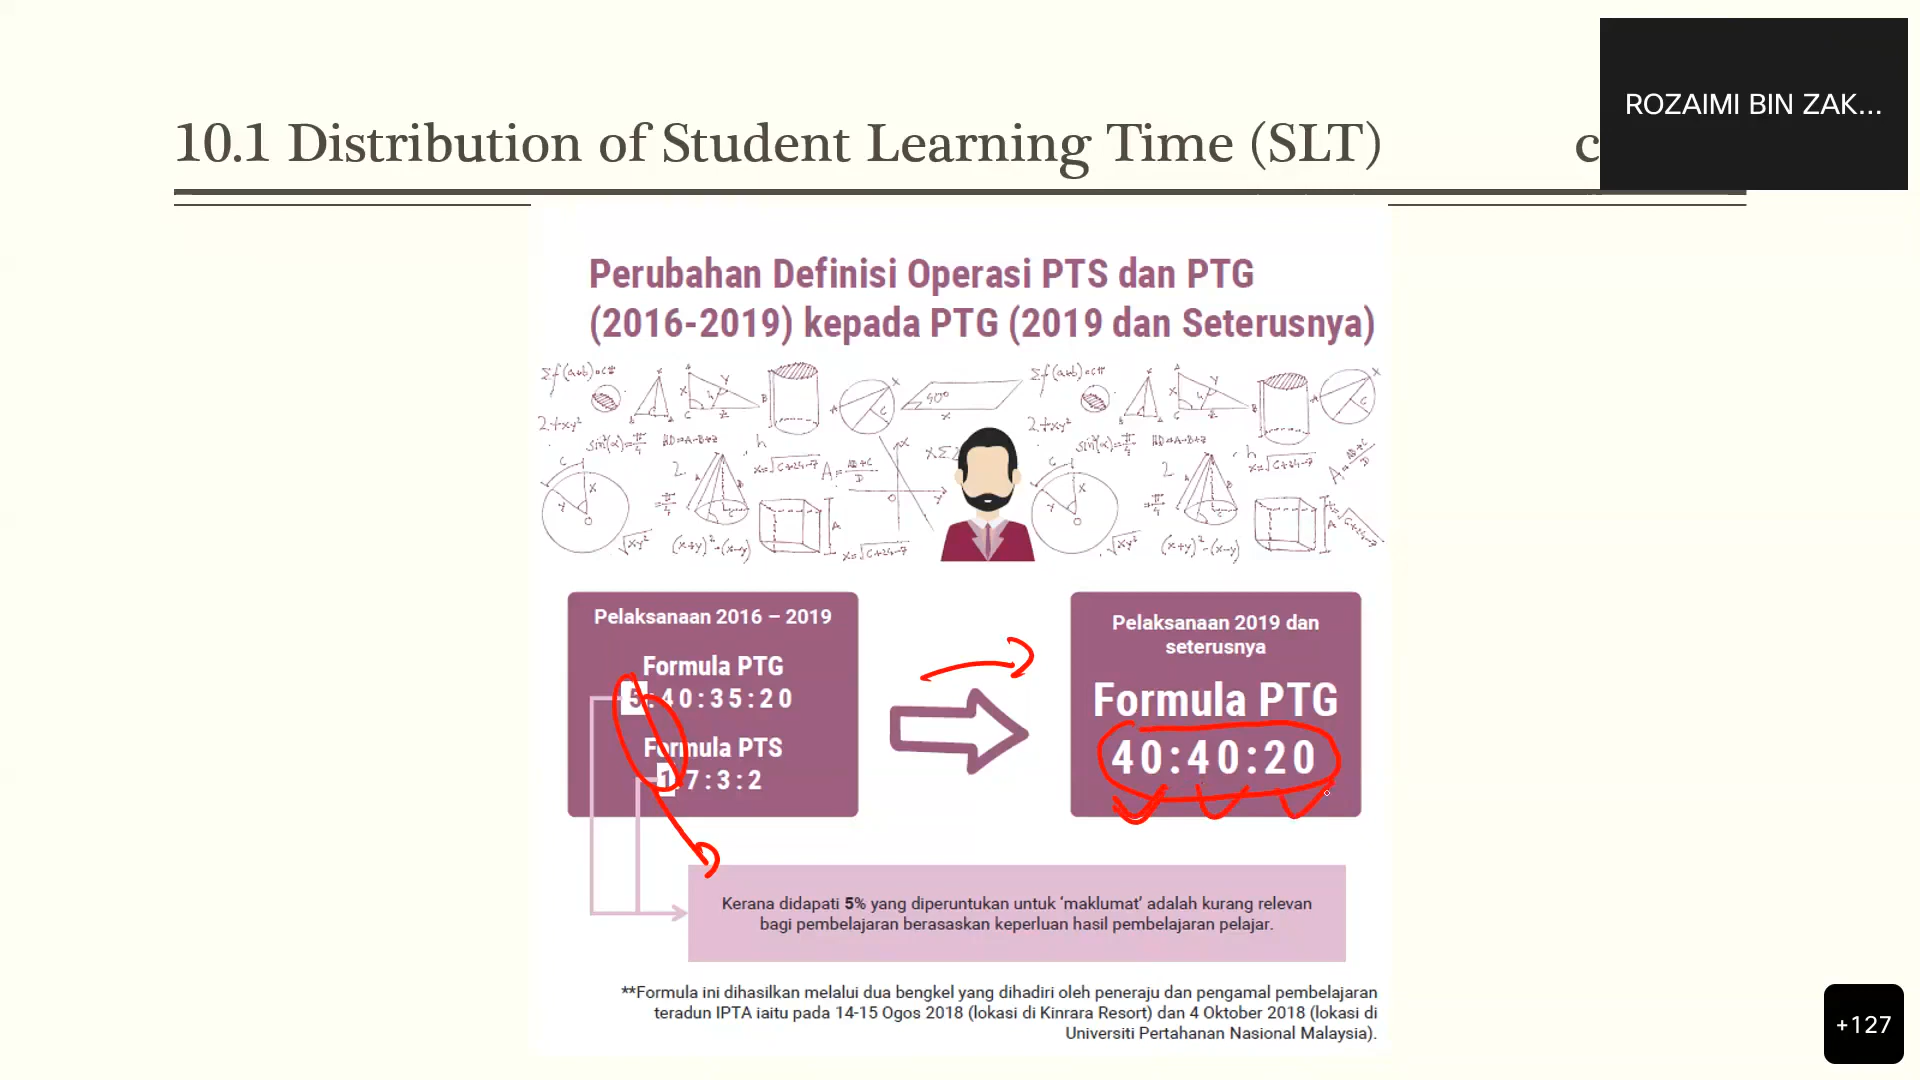 10.1 Distribution of Student Learning Time (SLT) c
ROZAIMI BIN ZAK...
Perubahan Definisi Operasi PTS dan PTG
(2016-2019) kepada PTG (2019 dan Seterusnya)
Pelaksanaan 2016 – 2019
Formula PTG
5:40:35:20
Formula PTS
1:7:3:2
Pelaksanaan 2019 dan
seterusnya
Formula PTG
40:40:20
Kerana didapati 5% yang diperuntukan untuk ‘maklumat’ adalah kurang relevan
bagi pembelajaran berasaskan keperluan hasil pembelajaran pelajar.
**Formula ini dihasilkan melalui dua bengkel yang dihadiri oleh peneraju dan pengamal pembelajaran
teradun IPTA iaitu pada 14-15 Ogos 2018 (lokasi di Kinrara Resort) dan 4 Oktober 2018 (lokasi di
Universiti Pertahanan Nasional Malaysia).
+127